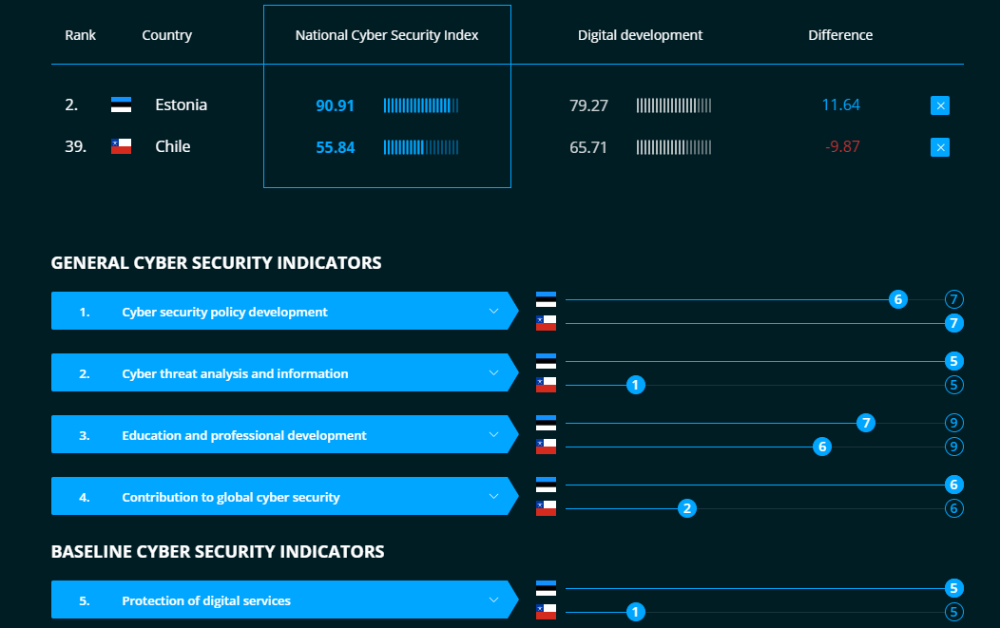 Rank Country National Cyber Security Index Digital development Difference
2. Estonia 90.91 79.27 11.64
39. Chile 55.84 65.71 -9.87
GENERAL CYBER SECURITY INDICATORS
1. Cyber security policy development 6 7
7
2. Cyber threat analysis and information 5
1 5
3. Education and professional development 7 9
6 9
4. Contribution to global cyber security 6
2 6
BASELINE CYBER SECURITY INDICATORS
5. Protection of digital services 5
1 5